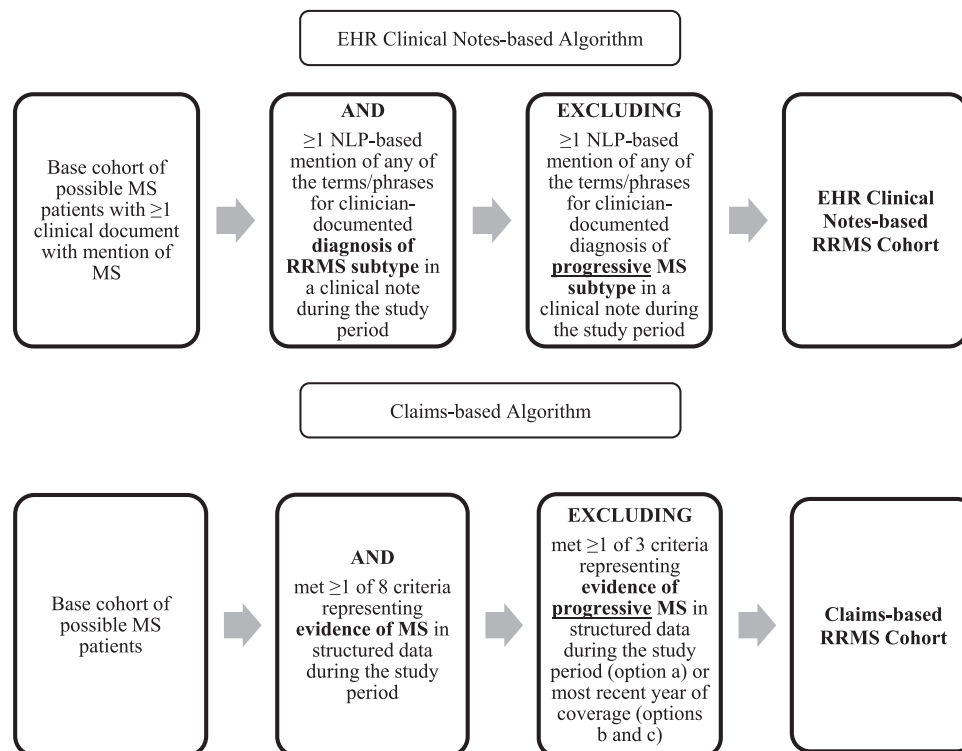 EHR Clinical Notes-based Algorithm
Base cohort of
possible MS
patients with ≥1
clinical document
with mention of
MS
AND
≥1 NLP-based
mention of any of
the terms/phrases
for clinician-
documented
diagnosis of
RRMS subtype in
a clinical note
during the study
period
EXCLUDING
≥1 NLP-based
mention of any of
the terms/phrases
for clinician-
documented
diagnosis of
progressive MS
subtype in a
clinical note during
the study period
EHR Clinical
Notes-based
RRMS Cohort
Claims-based Algorithm
Base cohort of
possible MS
patients
AND
met ≥1 of 8 criteria
representing
evidence of MS in
structured data
during the study
period
EXCLUDING
met ≥1 of 3 criteria
representing
evidence of
progressive MS in
structured data
during the study
period (option a) or
most recent year of
coverage (options
b and c)
Claims-based
RRMS Cohort